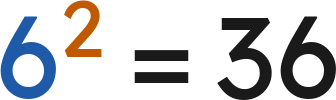 6² = 36